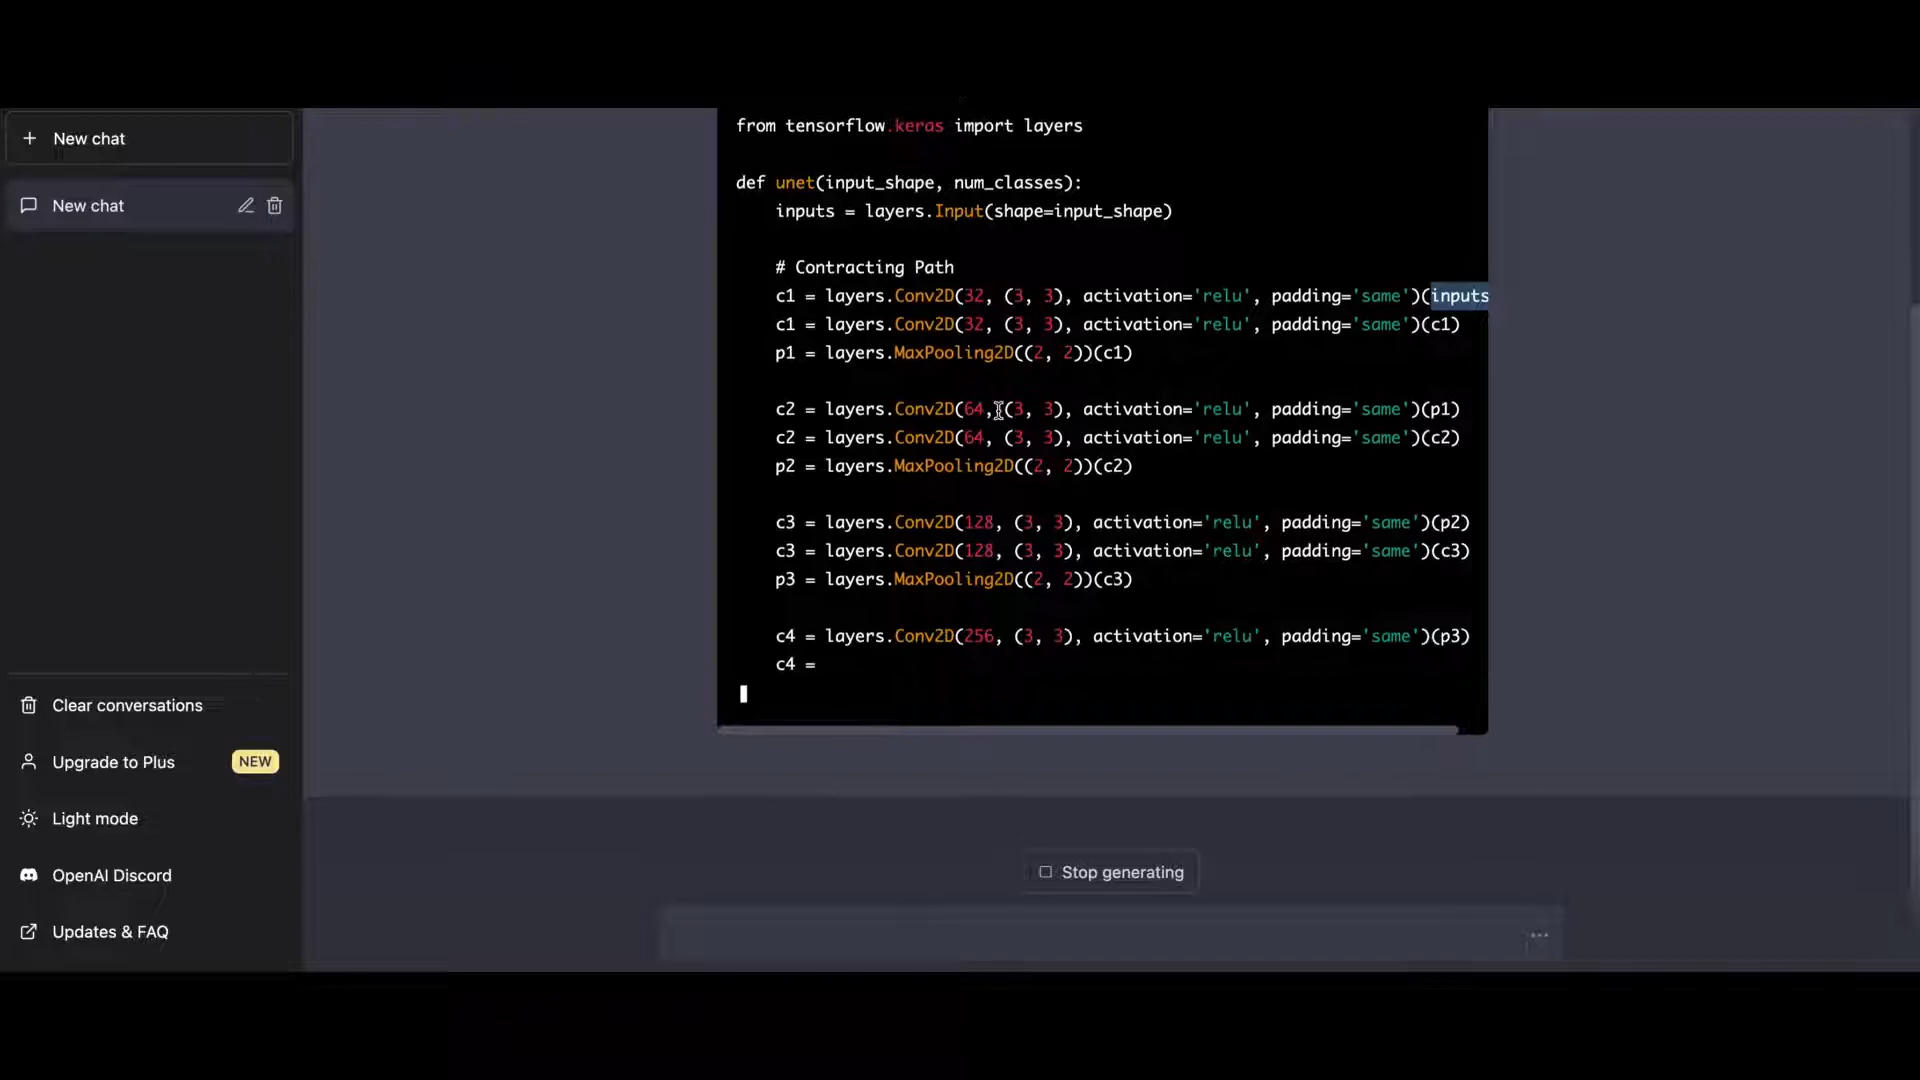 New chat
New chat
Clear conversations
Upgrade to Plus NEW
Light mode
OpenAI Discord
Updates & FAQ
from tensorflow.keras import layers
def unet(input_shape, num_classes):
    inputs = layers.Input(shape=input_shape)
    # Contracting Path
    c1 = layers.Conv2D(32, (3, 3), activation='relu', padding='same')(inputs
    c1 = layers.Conv2D(32, (3, 3), activation='relu', padding='same')(c1)
    p1 = layers.MaxPooling2D((2, 2))(c1)
    c2 = layers.Conv2D(64, (3, 3), activation='relu', padding='same')(p1)
    c2 = layers.Conv2D(64, (3, 3), activation='relu', padding='same')(c2)
    p2 = layers.MaxPooling2D((2, 2))(c2)
    c3 = layers.Conv2D(128, (3, 3), activation='relu', padding='same')(p2)
    c3 = layers.Conv2D(128, (3, 3), activation='relu', padding='same')(c3)
    p3 = layers.MaxPooling2D((2, 2))(c3)
    c4 = layers.Conv2D(256, (3, 3), activation='relu', padding='same')(p3)
    c4 =
Stop generating